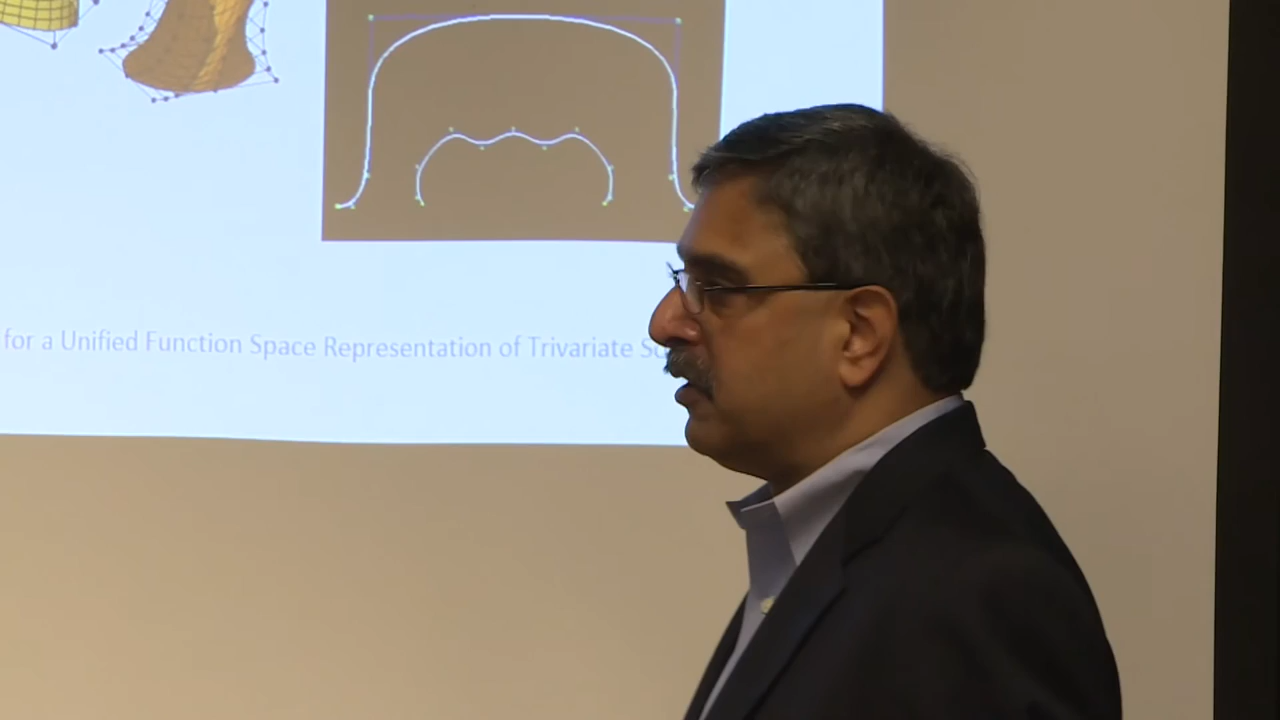 for a Unified Function Space Representation of Trivariate